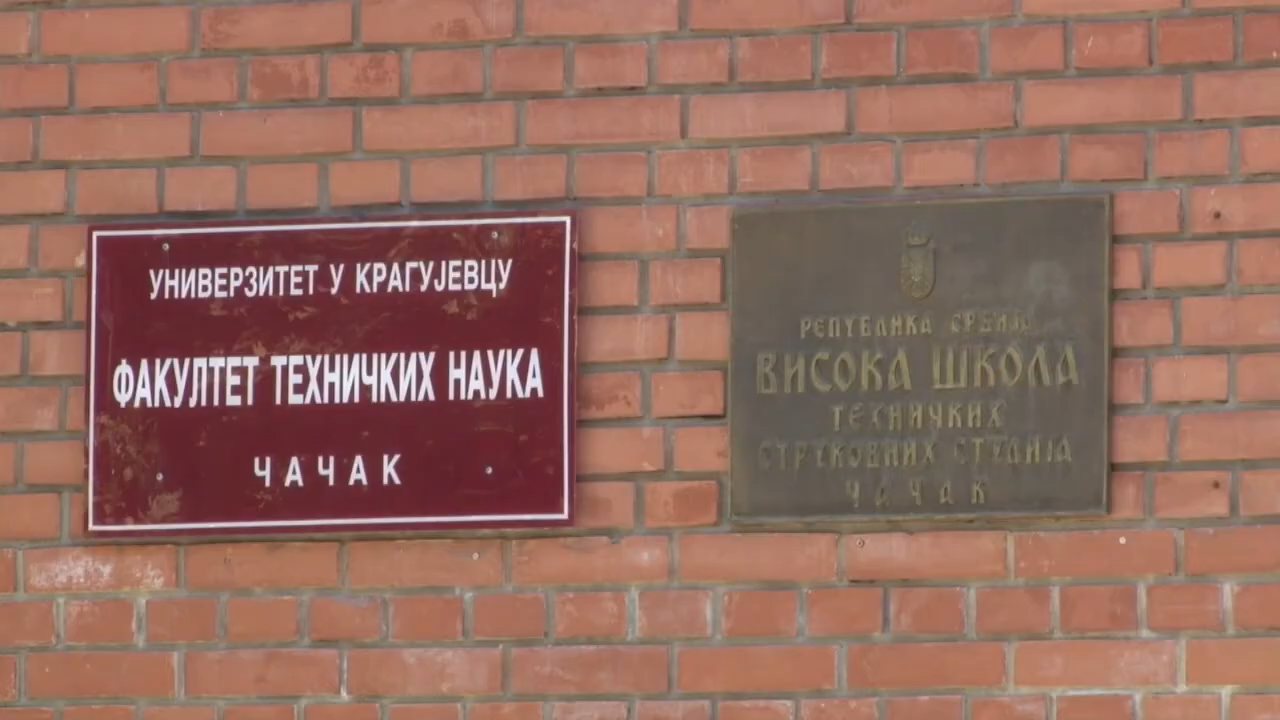 УНИВЕРЗИТЕТ У КРАГУЈЕВЦУ
ФАКУЛТЕТ ТЕХНИЧКИХ НАУКА
ЧАЧАК
РЕПУБЛИКА СРБИЈА
ВИСОКА ШКОЛА
ТЕХНИЧКИХ
СТРУКОВНИХ СТУДИЈА
ЧАЧАК